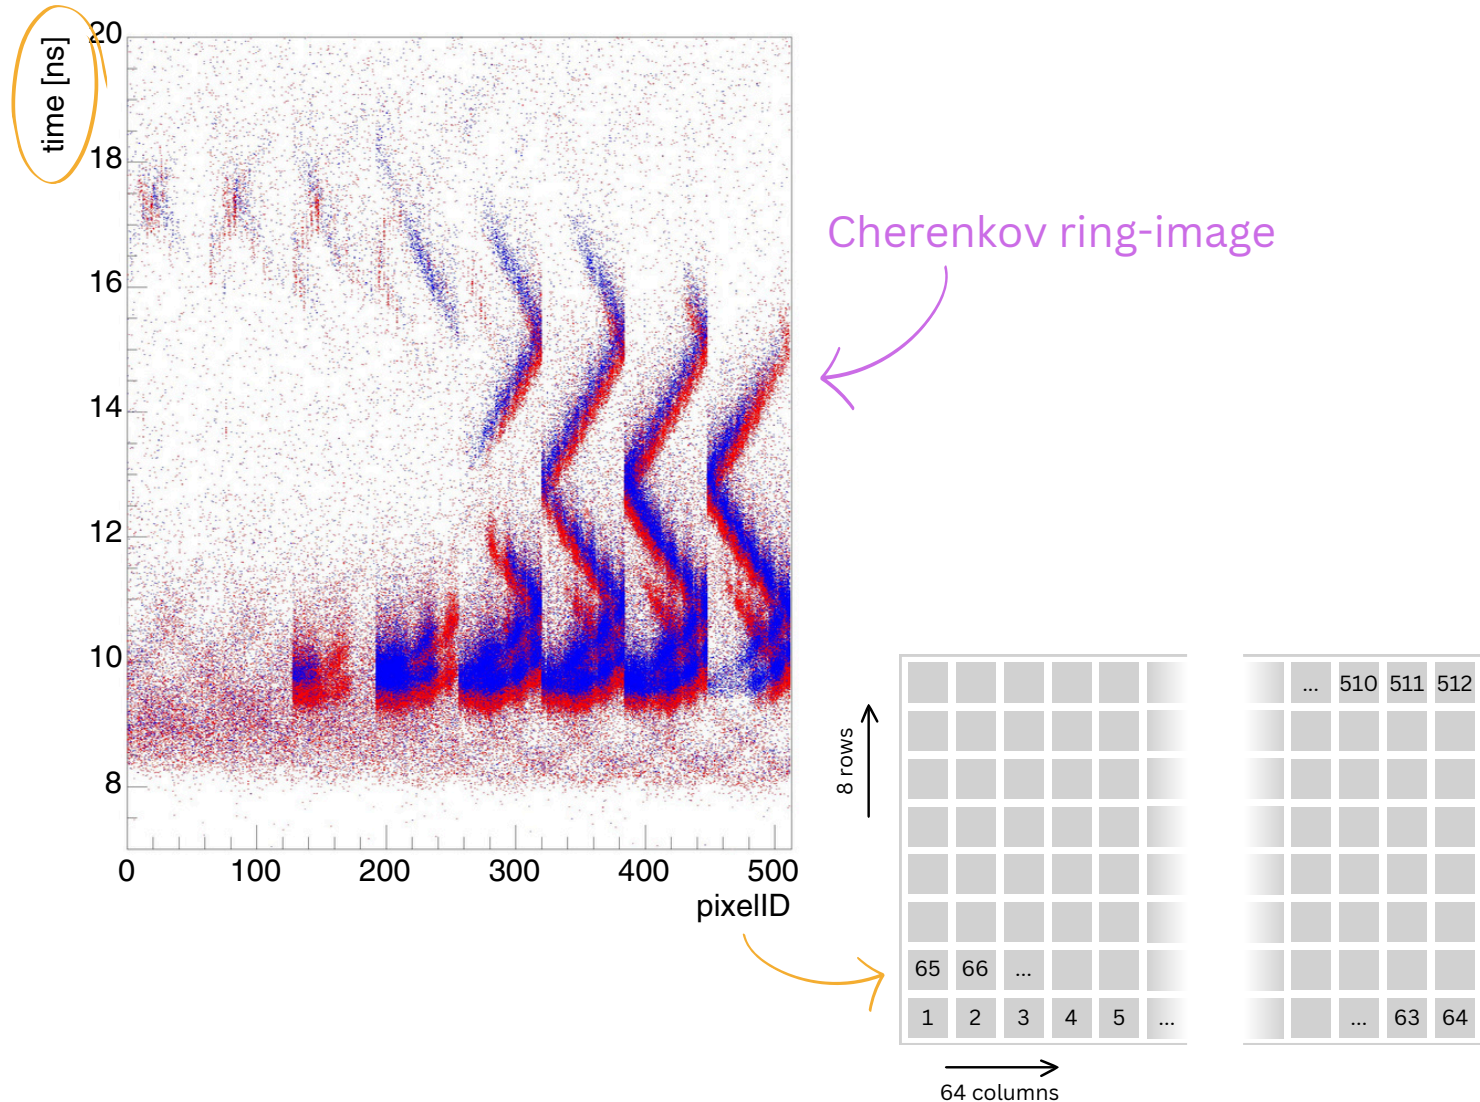 time [ns]
20
18
16
14
12
10
8
0 100 200 300 400 500
pixelID
Cherenkov ring-image
8 rows
... 510 511 512
65 66 ...
1 2 3 4 5 ... ... 63 64
64 columns